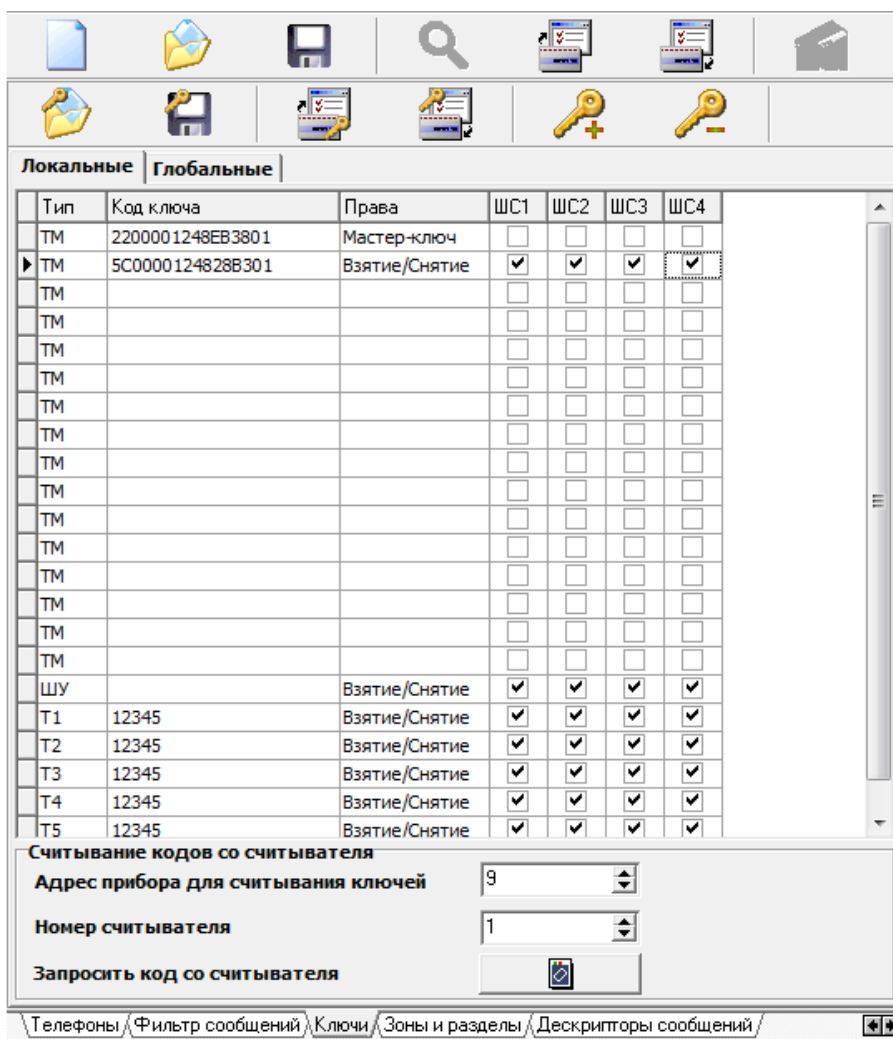 Локальные Глобальные
Тип Код ключа Права ШС1 ШС2 ШС3 ШС4
ТМ 2200001248EB3801 Мастер-ключ
ТМ 5C0000124828B301 Взятие/Снятие
ТМ
ТМ
ТМ
ТМ
ТМ
ТМ
ТМ
ТМ
ТМ
ТМ
ТМ
ТМ
ТМ
ТМ
ШУ Взятие/Снятие
Т1 12345 Взятие/Снятие
Т2 12345 Взятие/Снятие
Т3 12345 Взятие/Снятие
Т4 12345 Взятие/Снятие
Т5 12345 Взятие/Снятие
Считывание кодов со считывателя
Адрес прибора для считывания ключей 9
Номер считывателя 1
Запросить код со считывателя
Телефоны Фильтр сообщений Ключи Зоны и разделы Дескрипторы сообщений